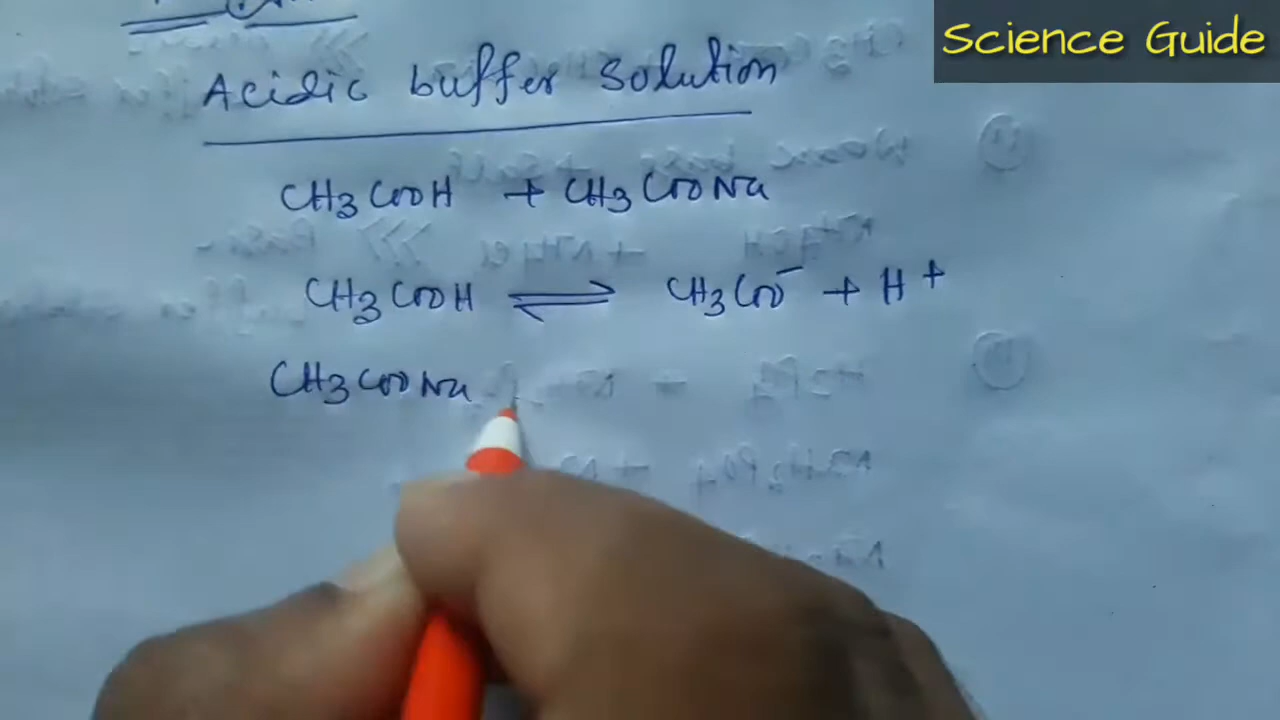 Science Guide
Acidic buffer solution
CH3COOH + CH3COONa
CH3COOH ⇌ CH3COO⁻ + H⁺
CH3COONa